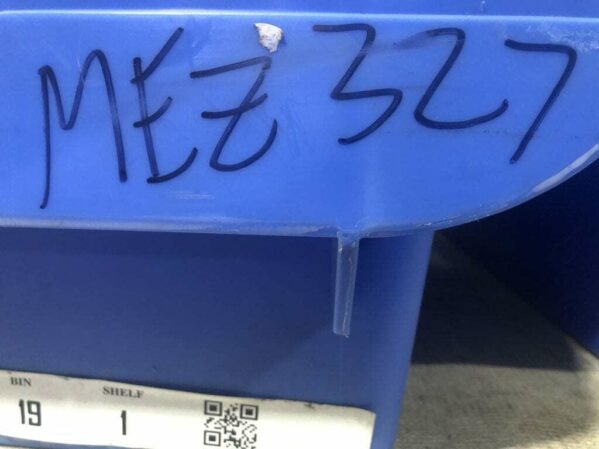 MEZ 327
BIN SHELF
19 1